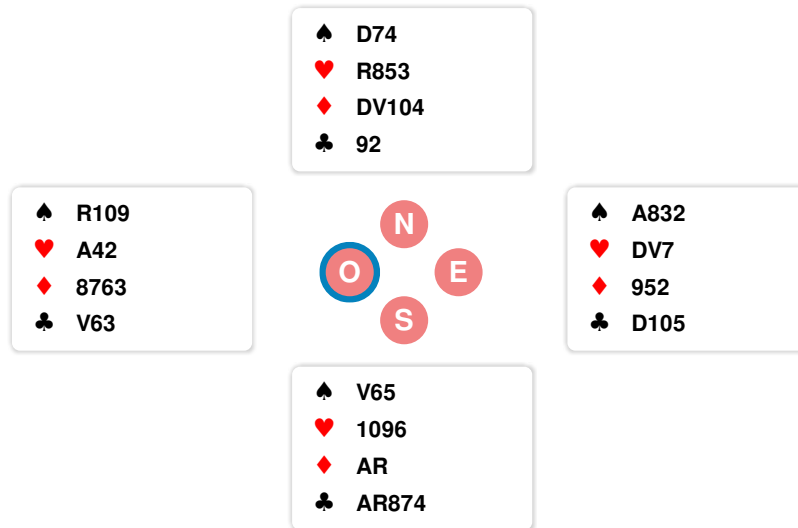 ♠ D74
♥ R853
♦ DV104
♣ 92
♠ R109
♥ A42
♦ 8763
♣ V63
N
O E
S
♠ A832
♥ DV7
♦ 952
♣ D105
♠ V65
♥ 1096
♦ AR
♣ AR874